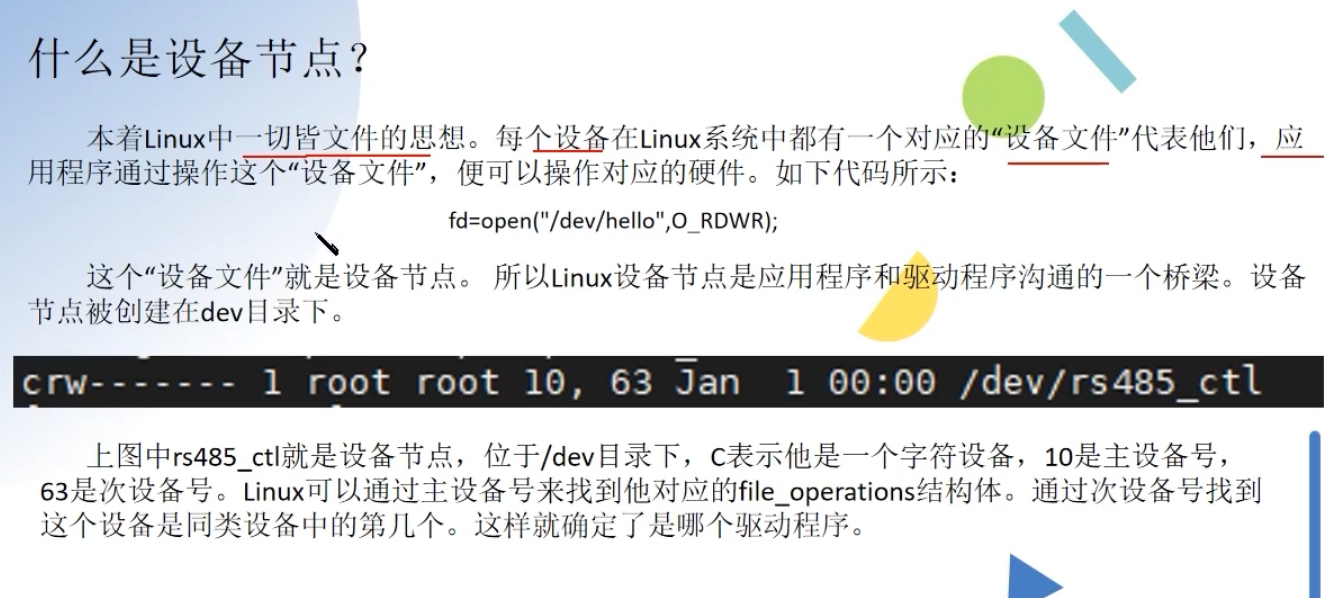 什么是设备节点？
本着Linux中一切皆文件的思想。每个设备在Linux系统中都有一个对应的“设备文件”代表他们，应
用程序通过操作这个“设备文件”，便可以操作对应的硬件。如下代码所示：
fd=open("/dev/hello",O_RDWR);
这个“设备文件”就是设备节点。 所以Linux设备节点是应用程序和驱动程序沟通的一个桥梁。设备
节点被创建在dev目录下。
crw------- 1 root root 10, 63 Jan  1 00:00 /dev/rs485_ctl
上图中rs485_ctl就是设备节点，位于/dev目录下，C表示他是一个字符设备，10是主设备号，
63是次设备号。Linux可以通过主设备号来找到他对应的file_operations结构体。通过次设备号找到
这个设备是同类设备中的第几个。这样就确定了是哪个驱动程序。